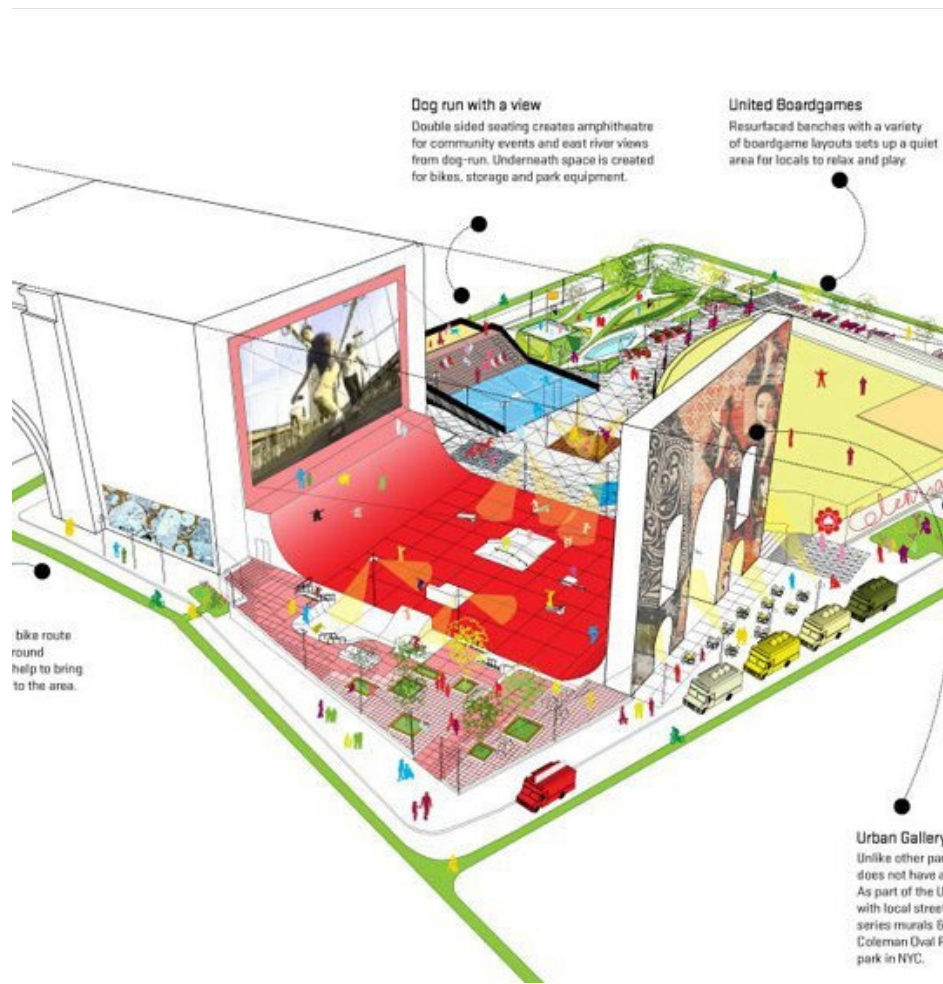 Dog run with a view
Double sided seating creates amphitheatre
for community events and east river views
from dog-run. Underneath space is created
for bikes, storage and park equipment.
United Boardgames
Resurfaced benches with a variety
of boardgame layouts sets up a quiet
area for locals to relax and play.
bike route
round
help to bring
to the area.
Urban Gallery
Unlike other par
does not have a
As part of the U
with local street
series murals &
Coleman Oval P
park in NYC.